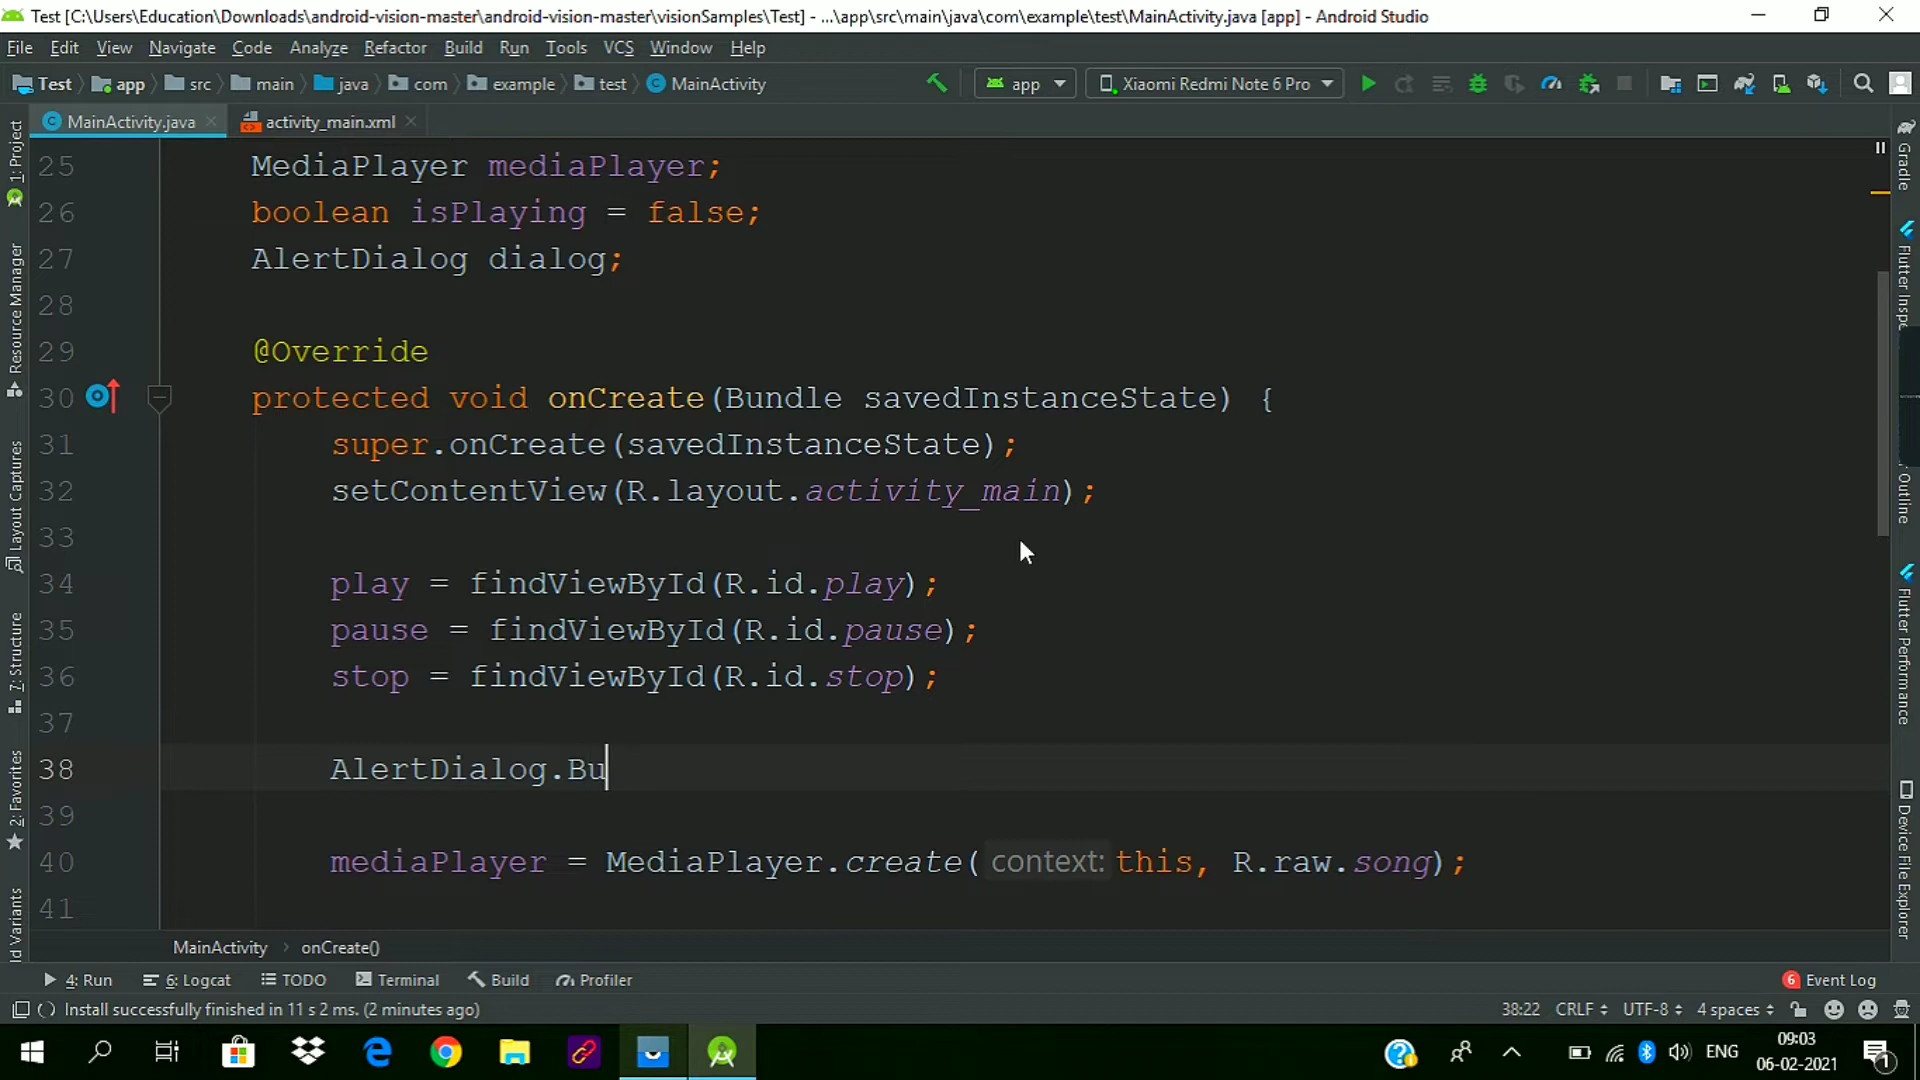 Test [C:\Users\Education\Downloads\android-vision-master\android-vision-master\visionSamples\Test] - ...\app\src\main\java\com\example\test\MainActivity.java [app] - Android Studio
File Edit View Navigate Code Analyze Refactor Build Run Tools VCS Window Help
Test app src main java com example test MainActivity app Xiaomi Redmi Note 6 Pro
MainActivity.java activity_main.xml
25 MediaPlayer mediaPlayer;
26 boolean isPlaying = false;
27 AlertDialog dialog;
28
29 @Override
30 protected void onCreate(Bundle savedInstanceState) {
31 super.onCreate(savedInstanceState);
32 setContentView(R.layout.activity_main);
33
34 play = findViewById(R.id.play);
35 pause = findViewById(R.id.pause);
36 stop = findViewById(R.id.stop);
37
38 AlertDialog.Bu
39
40 mediaPlayer = MediaPlayer.create( context: this, R.raw.song);
41
1: Project
Resource Manager
Layout Captures
7: Structure
2: Favorites
ld Variants
Gradle
Flutter Inspe
Outline
Flutter Performance
Device File Explorer
MainActivity › onCreate()
4: Run 6: Logcat TODO Terminal Build Profiler 6 Event Log
Install successfully finished in 11 s 2 ms. (2 minutes ago) 38:22 CRLF UTF-8 4 spaces
ENG 09:03
06-02-2021
1